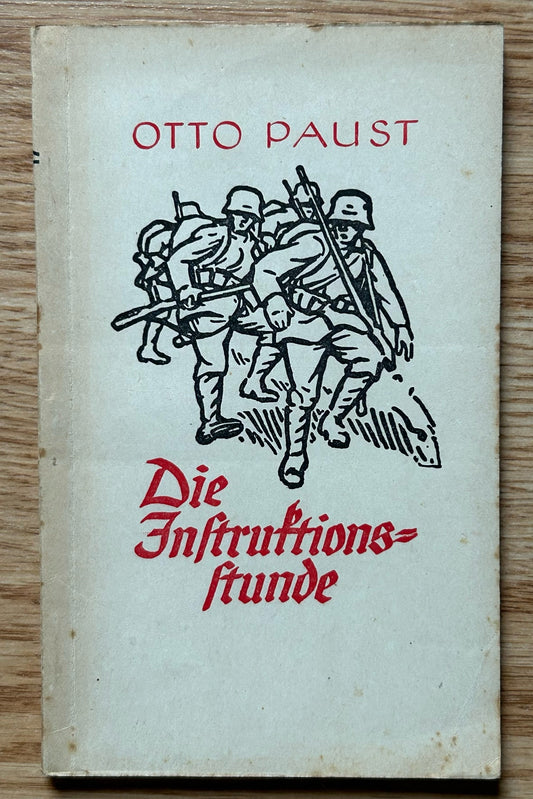 OTTO PAUST
Die
Inſtruktions=
ſtunde